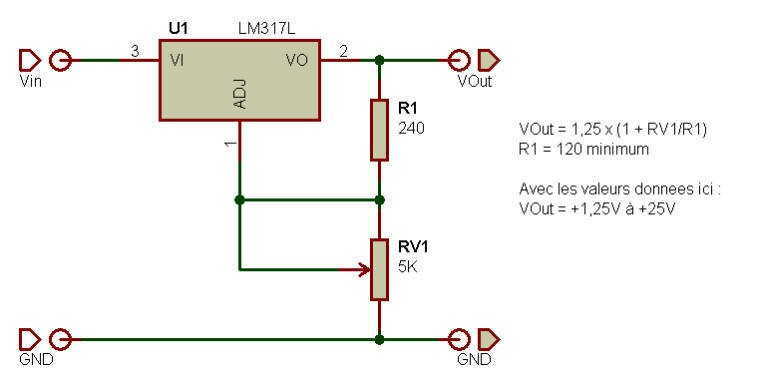 U1
LM317L
3
VI
VO
2
ADJ
1
Vin
VOut
R1
240
VOut = 1,25 x (1 + RV1/R1)
R1 = 120 minimum
Avec les valeurs donnees ici :
VOut = +1,25V à +25V
RV1
5K
GND
GND